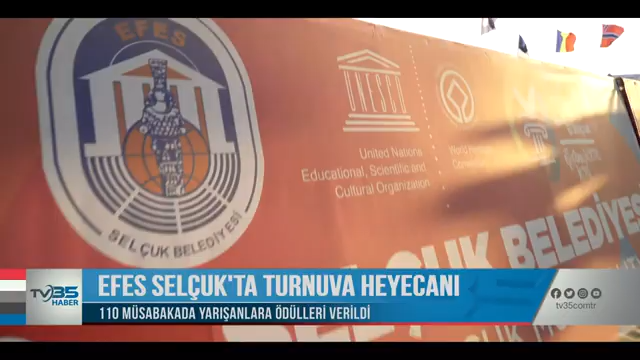 EFES
SELÇUK BELEDİYESİ
UNESCO
United Nations
Educational, Scientific and
Cultural Organization
BELEDİYES
TV35
HABER
EFES SELÇUK'TA TURNUVA HEYECANI
110 MÜSABAKADA YARIŞANLARA ÖDÜLLERİ VERİLDİ
tv35comtr